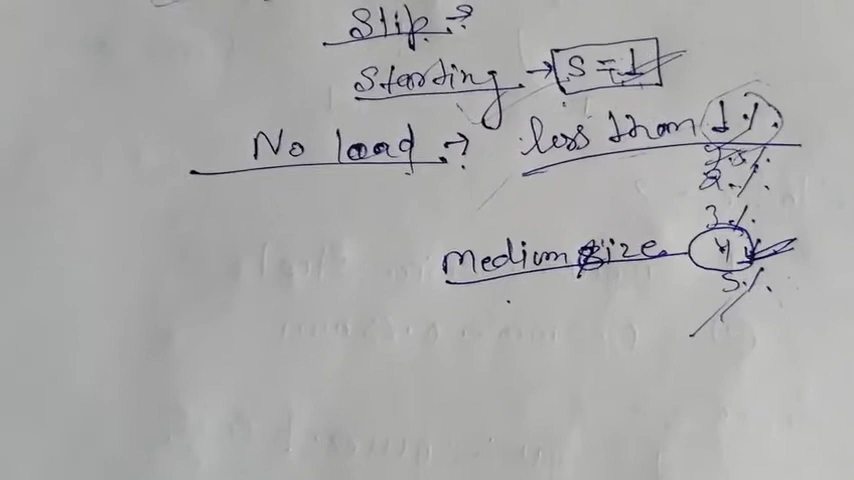 Slip →?
Starting → S = 1
No load →? less than 1%
2%
3%
medium size 4%
5%